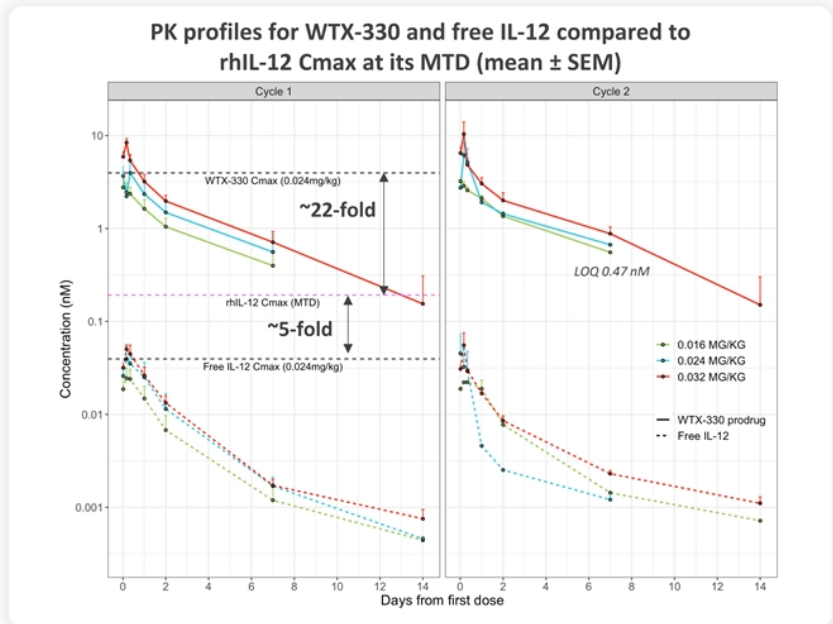 PK profiles for WTX-330 and free IL-12 compared to
rhIL-12 Cmax at its MTD (mean ± SEM)
Cycle 1
Cycle 2
Concentration (nM)
10
1
0.1
0.01
0.001
WTX-330 Cmax (0.024mg/kg)
~22-fold
rhIL-12 Cmax (MTD)
~5-fold
Free IL-12 Cmax (0.024mg/kg)
LOQ 0.47 nM
0.016 MG/KG
0.024 MG/KG
0.032 MG/KG
WTX-330 prodrug
Free IL-12
0 2 4 6 8 10 12 14
0 2 4 6 8 10 12 14
Days from first dose